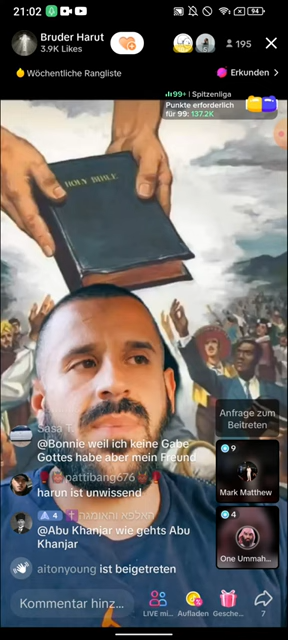 21:02
94
Bruder Harut
3.9K Likes
195
Wöchentliche Rangliste
Erkunden >
99+ | Spitzenliga
Punkte erforderlich
für 99: 137.2K
HOLY BIBLE
Anfrage zum
Beitreten
Sasa T.
@Bonnie weil ich keine Gabe
Gottes habe aber mein Freund
9
Mark Matthew
pattibang676
harun ist unwissend
4
האלפא והאומגה
@Abu Khanjar wie gehts Abu
Khanjar
4
One Ummah...
aitonyoung ist beigetreten
Kommentar hinz...
LIVE mi...
Aufladen
Gesche...
7